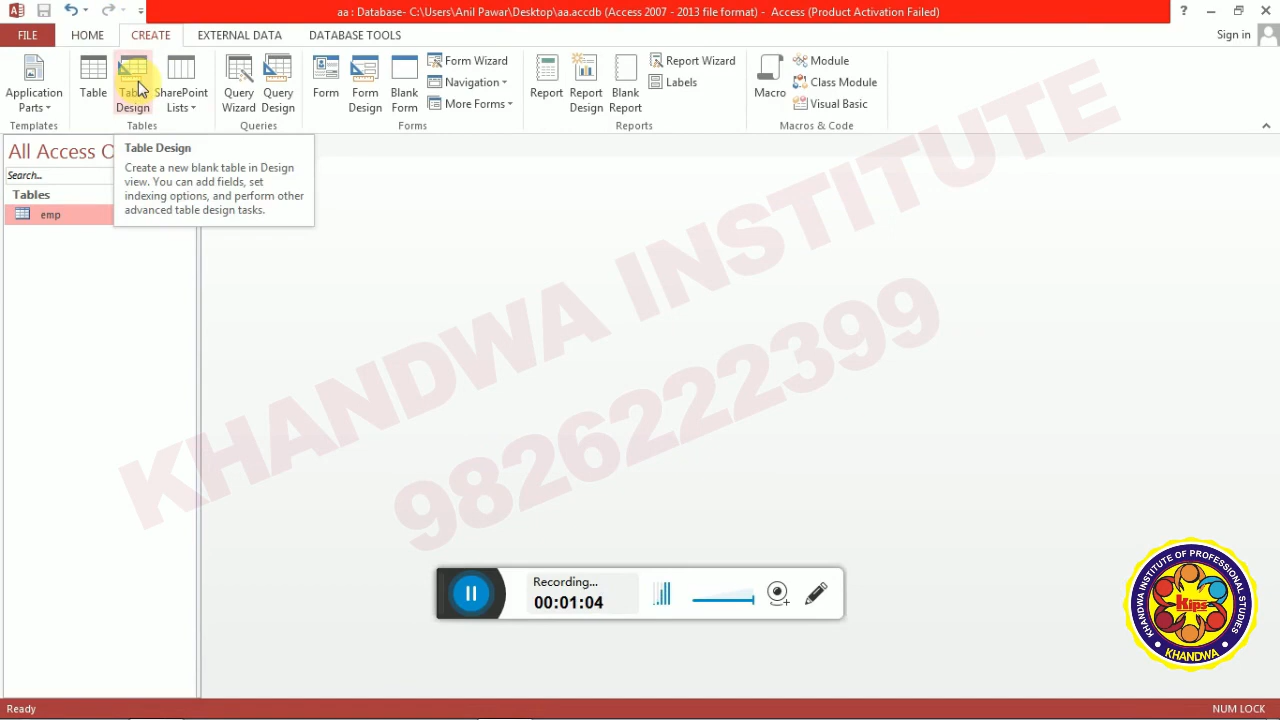 aa : Database- C:\Users\Anil Pawar\Desktop\aa.accdb (Access 2007 - 2013 file format) - Access (Product Activation Failed)
?
FILE
HOME
CREATE
EXTERNAL DATA
DATABASE TOOLS
Sign in
Application Parts
Table
Table Design
SharePoint Lists
Query Wizard
Query Design
Form
Form Design
Blank Form
Form Wizard
Navigation
More Forms
Report
Report Design
Blank Report
Report Wizard
Labels
Macro
Module
Class Module
Visual Basic
Templates
Tables
Queries
Forms
Reports
Macros & Code
All Access O
Search...
Tables
emp
Table Design
Create a new blank table in Design
view. You can add fields, set
indexing options, and perform other
advanced table design tasks.
KHANDWA INSTITUTE
9826222399
Recording...
00:01:04
KHANDWA INSTITUTE OF PROFESSIONAL STUDIES
Kips
KHANDWA
Ready
NUM LOCK